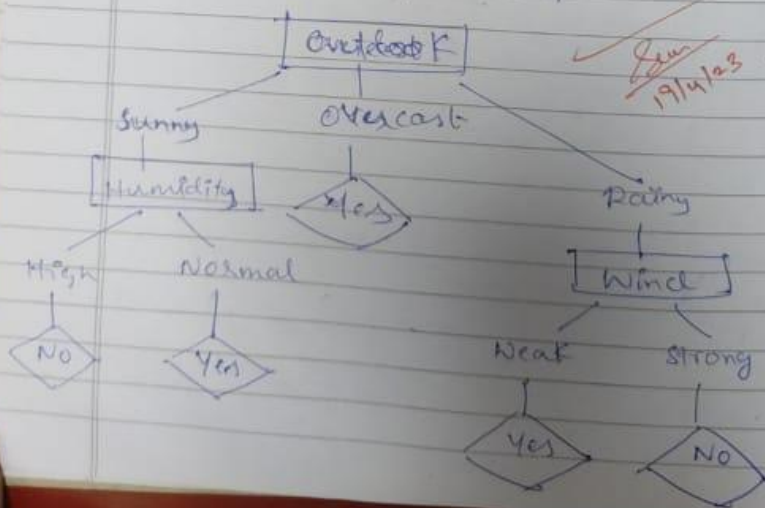 Outlook
19/4/23
Sunny
Overcast
Humidity
Yes
Rainy
High
Normal
Wind
No
Yes
Weak
Strong
Yes
No